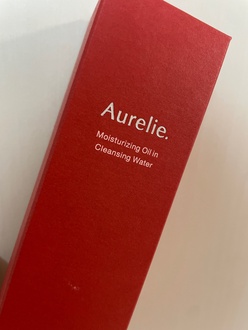 Aurelie.
Moisturizing Oil in
Cleansing Water